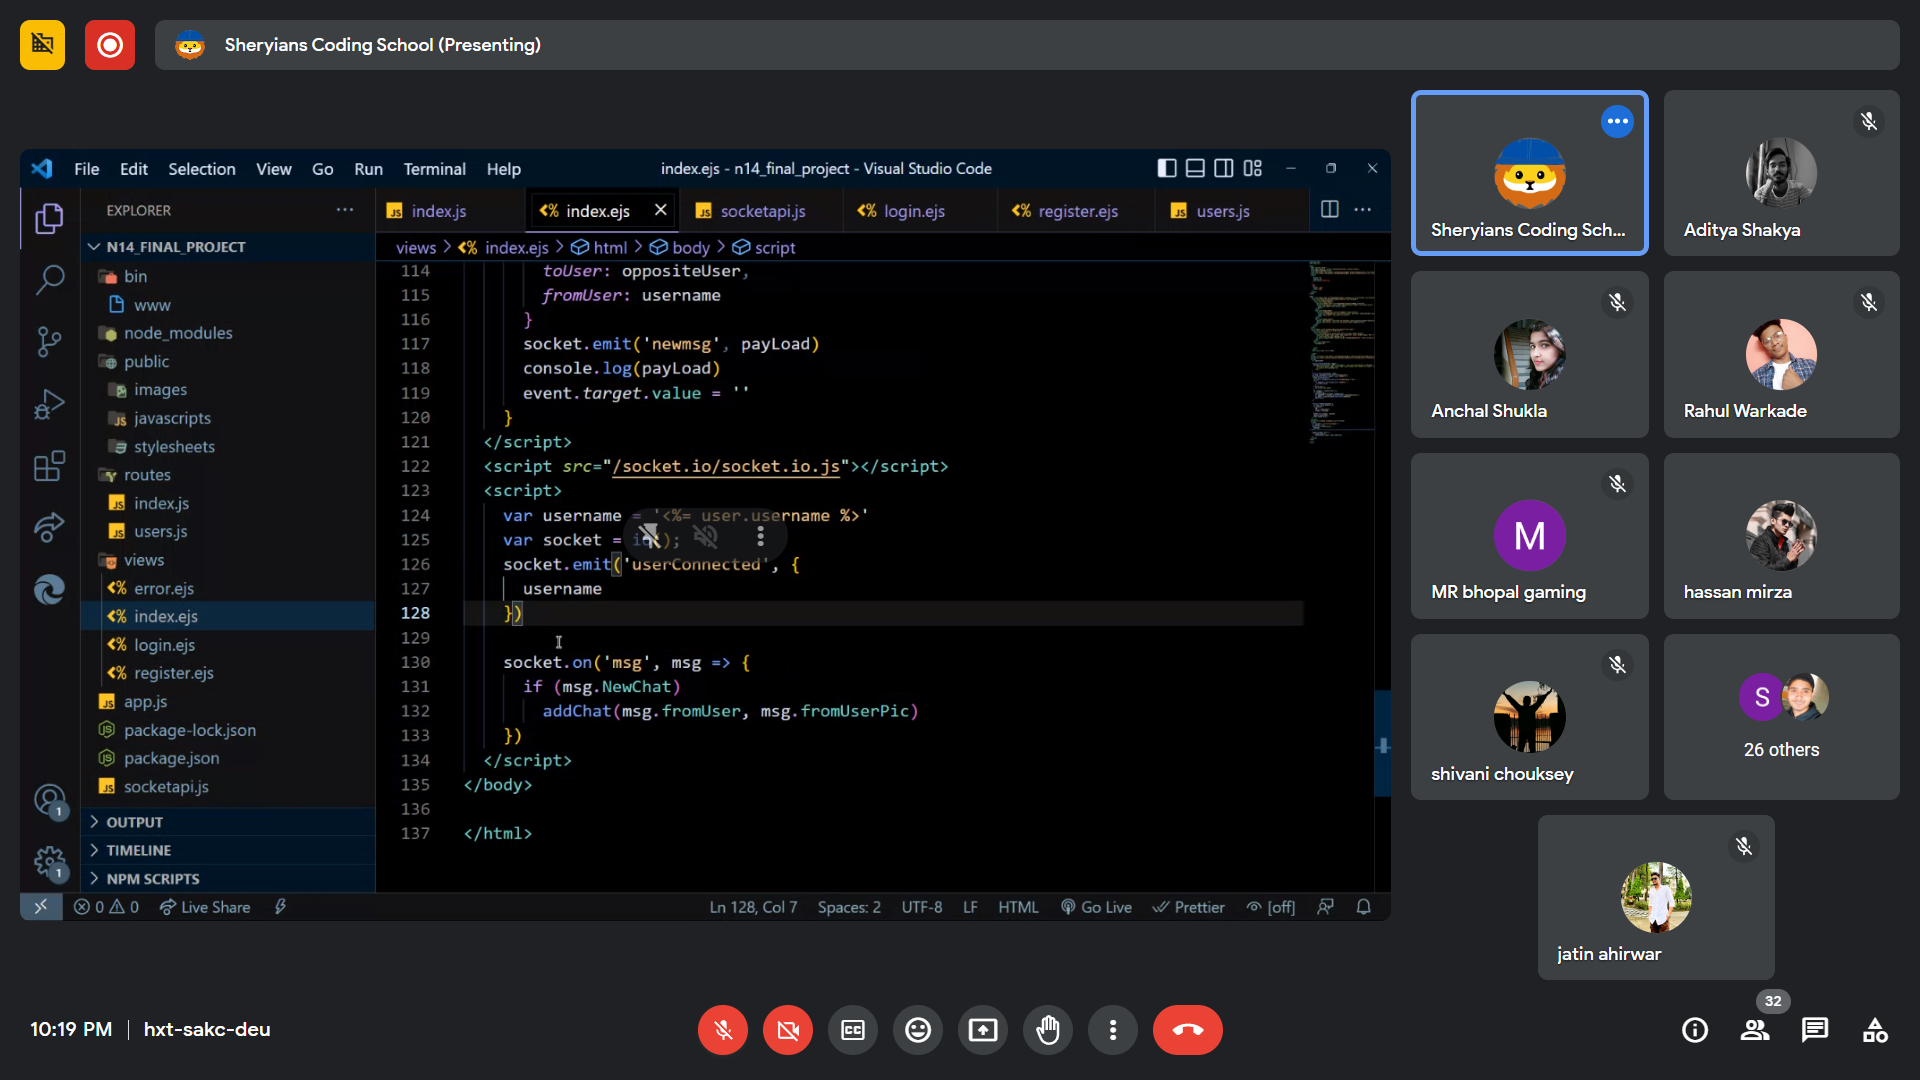 Sheryians Coding School (Presenting)
File Edit Selection View Go Run Terminal Help
index.ejs - n14_final_project - Visual Studio Code
EXPLORER
N14_FINAL_PROJECT
bin
www
node_modules
public
images
javascripts
stylesheets
routes
index.js
users.js
views
error.ejs
index.ejs
login.ejs
register.ejs
app.js
package-lock.json
package.json
socketapi.js
OUTPUT
TIMELINE
NPM SCRIPTS
1
1
index.js index.ejs socketapi.js login.ejs register.ejs users.js
views > index.ejs > html > body > script
114 toUser: oppositeUser,
115 fromUser: username
116 }
117 socket.emit('newmsg', payLoad)
118 console.log(payLoad)
119 event.target.value = ''
120 }
121 </script>
122 <script src="/socket.io/socket.io.js"></script>
123 <script>
124 var username = '<%= user.username %>'
125 var socket = io();
126 socket.emit('userConnected', {
127 username
128 })
129
130 socket.on('msg', msg => {
131 if (msg.NewChat)
132 addChat(msg.fromUser, msg.fromUserPic)
133 })
134 </script>
135 </body>
136
137 </html>
0 0 Live Share
Ln 128, Col 7 Spaces: 2 UTF-8 LF HTML Go Live Prettier [off]
Sheryians Coding Sch...
Aditya Shakya
Anchal Shukla
Rahul Warkade
M
MR bhopal gaming
hassan mirza
shivani chouksey
S
26 others
jatin ahirwar
10:19 PM | hxt-sakc-deu
32